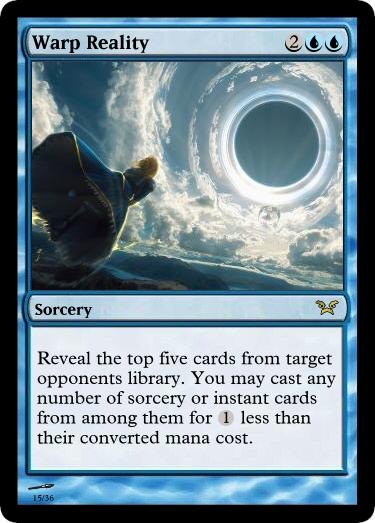 Warp Reality 2
Sorcery
Reveal the top five cards from target
opponents library. You may cast any
number of sorcery or instant cards
from among them for 1 less than
their converted mana cost.
15/36